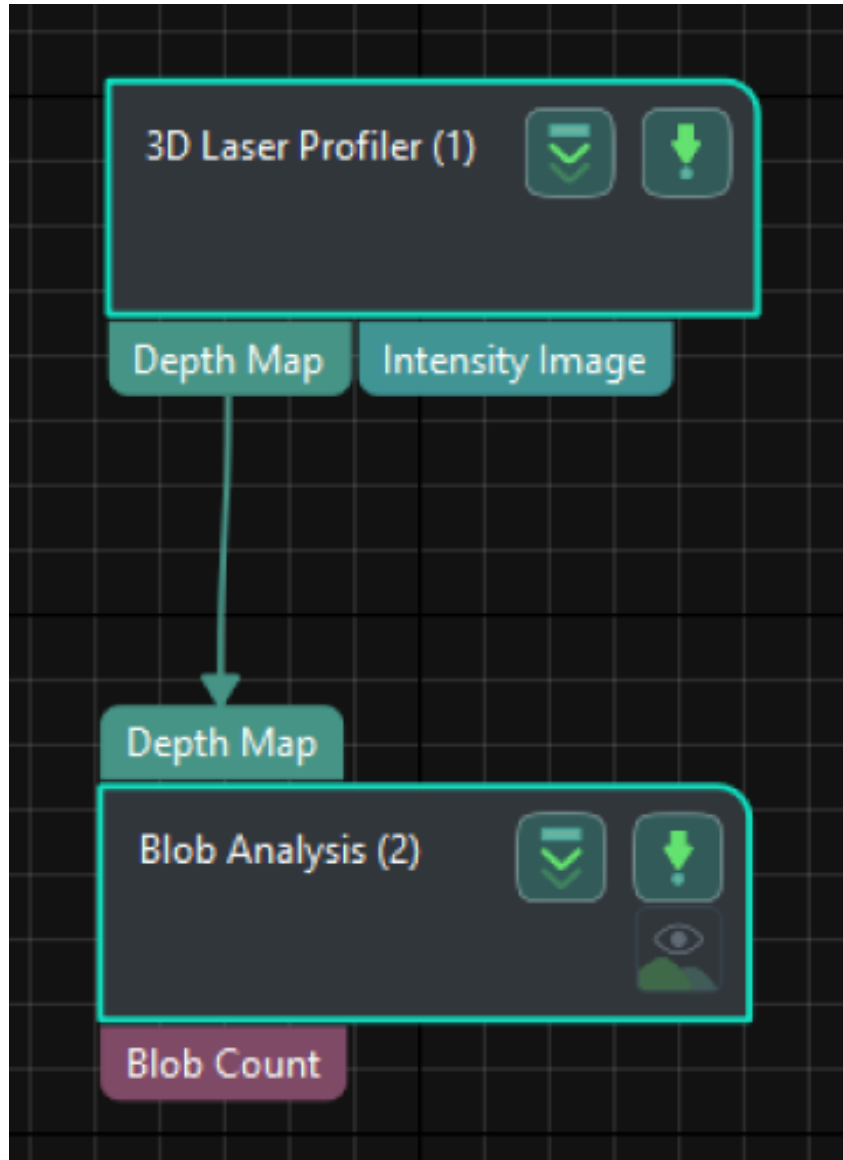 3D Laser Profiler (1)
Depth Map
Intensity Image
Depth Map
Blob Analysis (2)
Blob Count